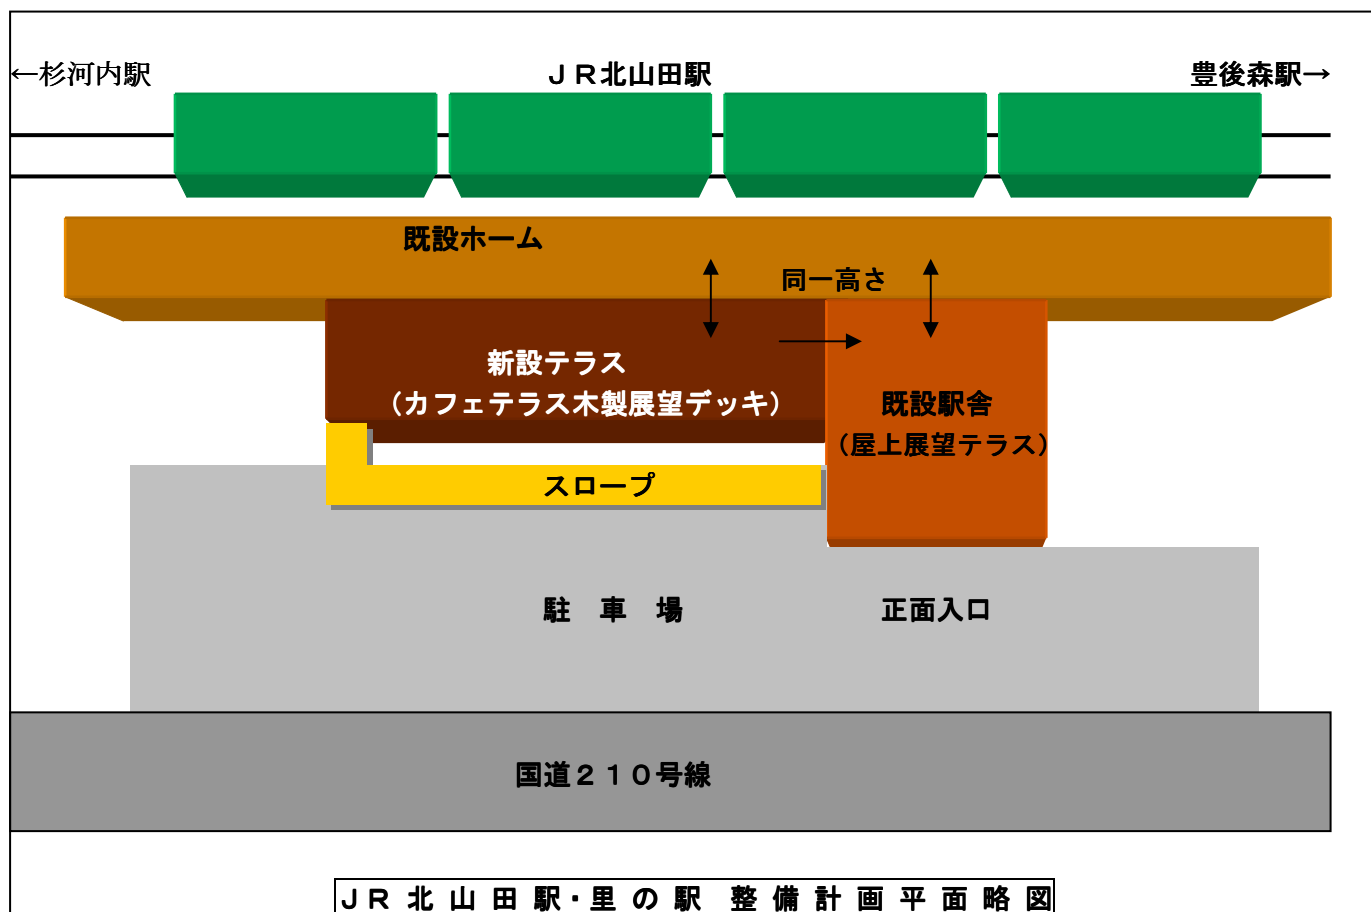 ←杉河内駅
ＪＲ北山田駅
豊後森駅→
既設ホーム
同一高さ
新設テラス
（カフェテラス木製展望デッキ）
既設駅舎
（屋上展望テラス）
スロープ
駐　車　場
正面入口
国道２１０号線
ＪＲ 北 山 田 駅・里 の 駅　整 備 計 画 平 面 略 図